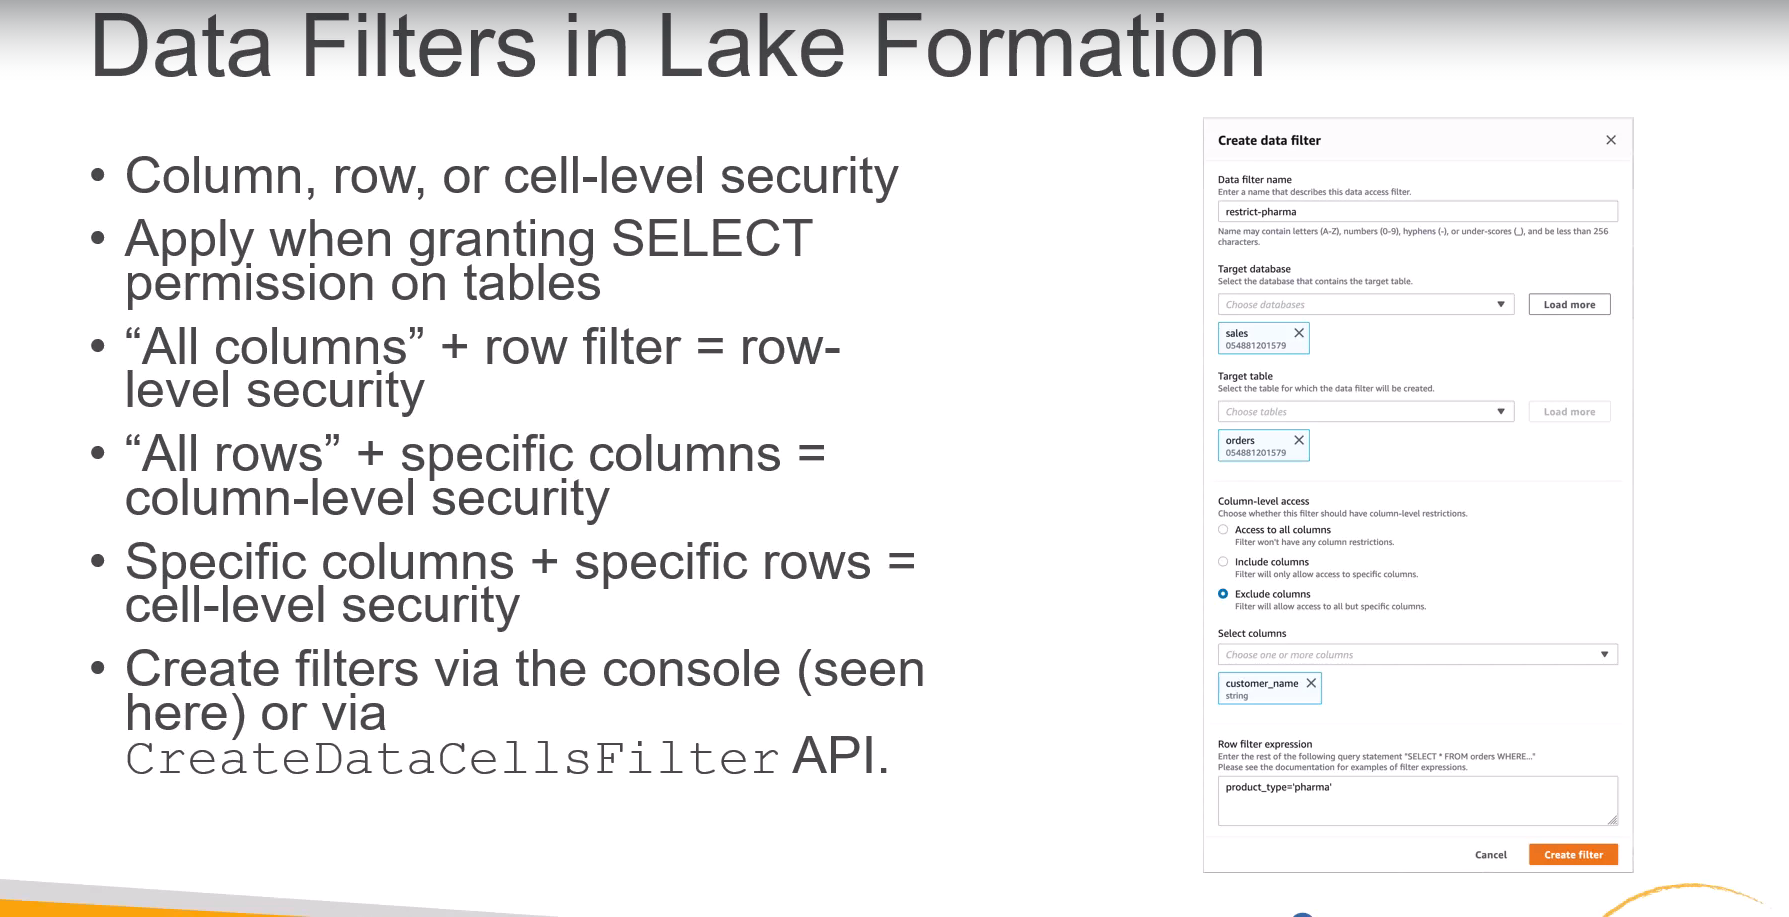 Data Filters in Lake Formation
• Column, row, or cell-level security
• Apply when granting SELECT
permission on tables
• “All columns” + row filter = row-
level security
• “All rows” + specific columns =
column-level security
• Specific columns + specific rows =
cell-level security
• Create filters via the console (seen
here) or via
CreateDataCellsFilter API.
Create data filter
Data filter name
Enter a name that describes this data access filter.
restrict-pharma
Name may contain letters (A-Z), numbers (0-9), hyphens (-), or under-scores (_), and be less than 256
characters.
Target database
Select the database that contains the target table.
Choose databases
Load more
sales
054881201579
Target table
Select the table for which the data filter will be created.
Choose tables
Load more
orders
054881201579
Column-level access
Choose whether this filter should have column-level restrictions.
Access to all columns
Filter won't have any column restrictions.
Include columns
Filter will only allow access to specific columns.
Exclude columns
Filter will allow access to all but specific columns.
Select columns
Choose one or more columns
customer_name
string
Row filter expression
Enter the rest of the following query statement "SELECT * FROM orders WHERE..."
Please see the documentation for examples of filter expressions.
product_type='pharma'
Cancel
Create filter